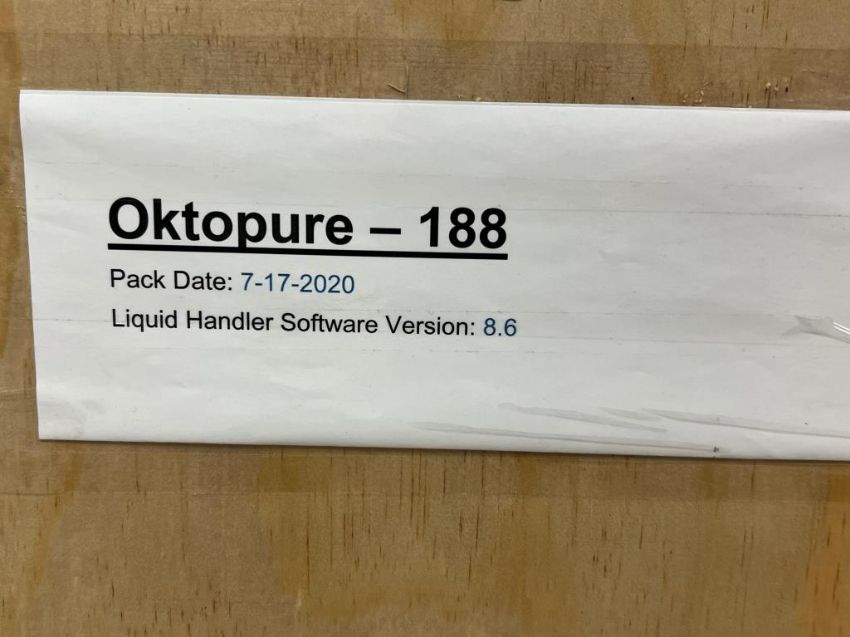 Oktopure – 188
Pack Date: 7-17-2020
Liquid Handler Software Version: 8.6